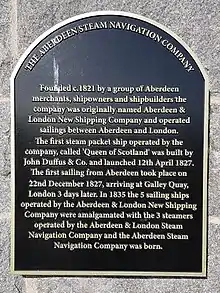 THE ABERDEEN STEAM NAVIGATION COMPANY
Founded c.1821 by a group of Aberdeen
merchants, shipowners and shipbuilders the
company was originally named Aberdeen &
London New Shipping Company and operated
sailings between Aberdeen and London.
The first steam packet ship operated by the
company, called 'Queen of Scotland' was built by
John Duffus & Co. and launched 12th April 1827.
The first sailing from Aberdeen took place on
22nd December 1827, arriving at Galley Quay,
London 3 days later. In 1835 the 5 sailing ships
operated by the Aberdeen & London New Shipping
Company were amalgamated with the 3 steamers
operated by the Aberdeen & London Steam
Navigation Company and the Aberdeen Steam
Navigation Company was born.